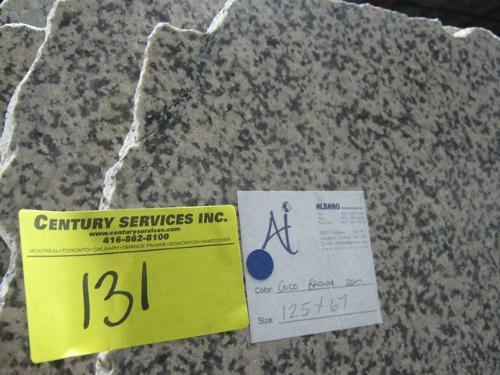 CENTURY SERVICES INC.
www.centuryservices.com
416-862-8100
MONTREAL • TORONTO • CALGARY • GRANDE PRAIRIE • EDMONTON • VANCOUVER
131
Ai
ALBANO
Color: COCO BROWN
Size: 125 x 67